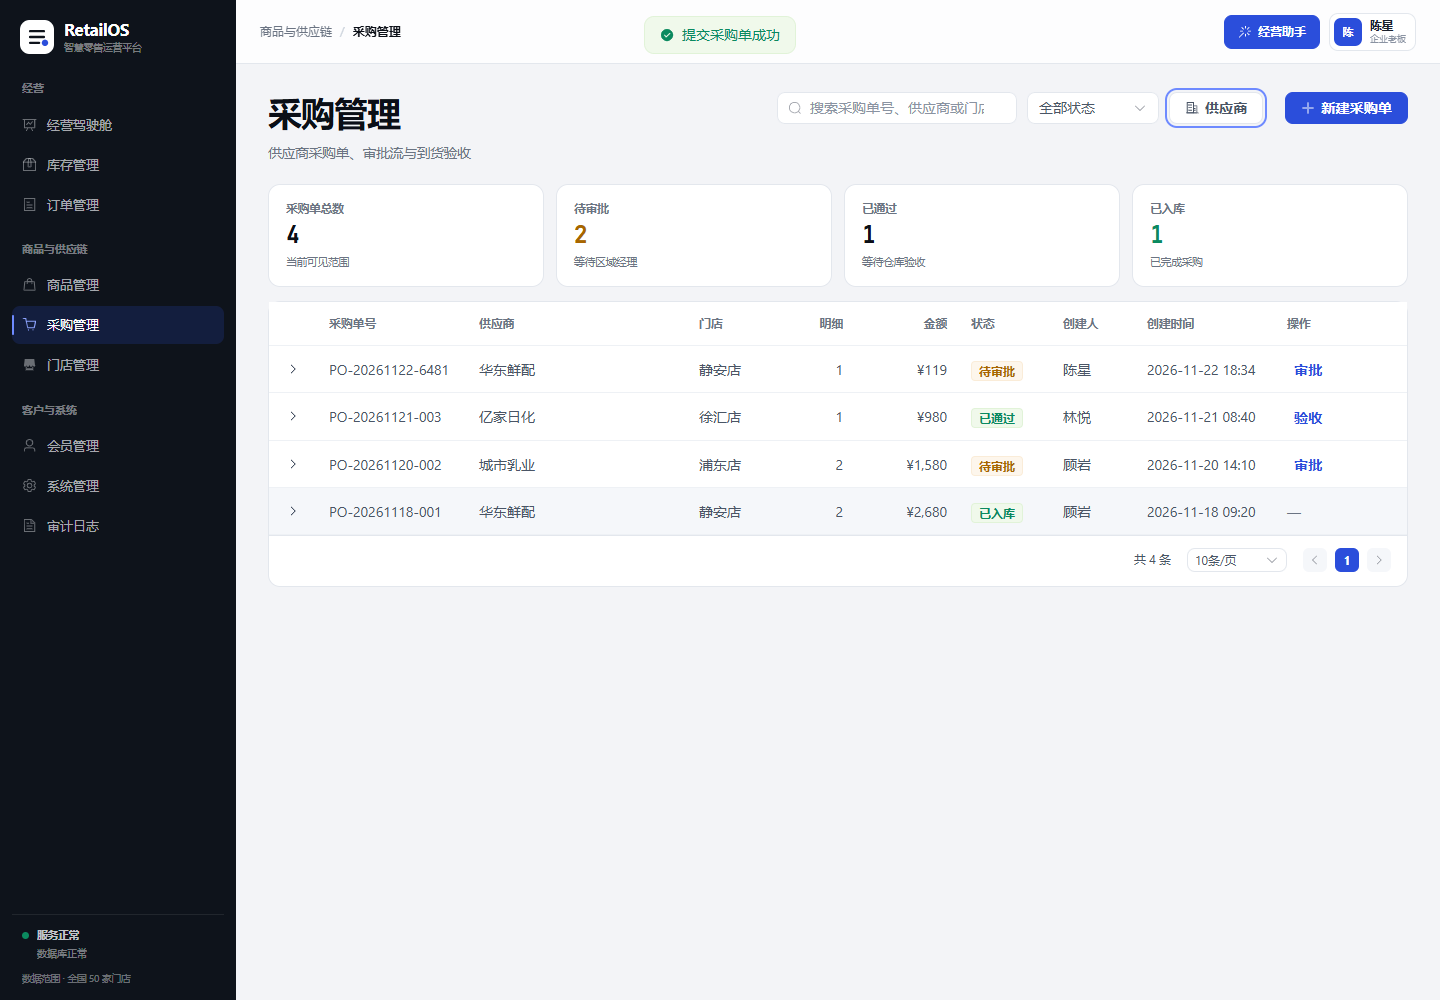 RetailOS
智慧零售运营平台
经营
经营驾驶舱
库存管理
订单管理
商品与供应链
商品管理
采购管理
门店管理
客户与系统
会员管理
系统管理
审计日志
服务正常
数据库正常
数据范围 · 全国 50 家门店
商品与供应链 / 采购管理
提交采购单成功
经营助手
陈
陈星
企业老板
采购管理
供应商采购单、审批流与到货验收
搜索采购单号、供应商或门店
全部状态
供应商
新建采购单
采购单总数
4
当前可见范围
待审批
2
等待区域经理
已通过
1
等待仓库验收
已入库
1
已完成采购
采购单号 供应商 门店 明细 金额 状态 创建人 创建时间 操作
PO-20261122-6481 华东鲜配 静安店 1 ¥119 待审批 陈星 2026-11-22 18:34 审批
PO-20261121-003 亿家日化 徐汇店 1 ¥980 已通过 林悦 2026-11-21 08:40 验收
PO-20261120-002 城市乳业 浦东店 2 ¥1,580 待审批 顾岩 2026-11-20 14:10 审批
PO-20261118-001 华东鲜配 静安店 2 ¥2,680 已入库 顾岩 2026-11-18 09:20 —
共 4 条 10条/页 1